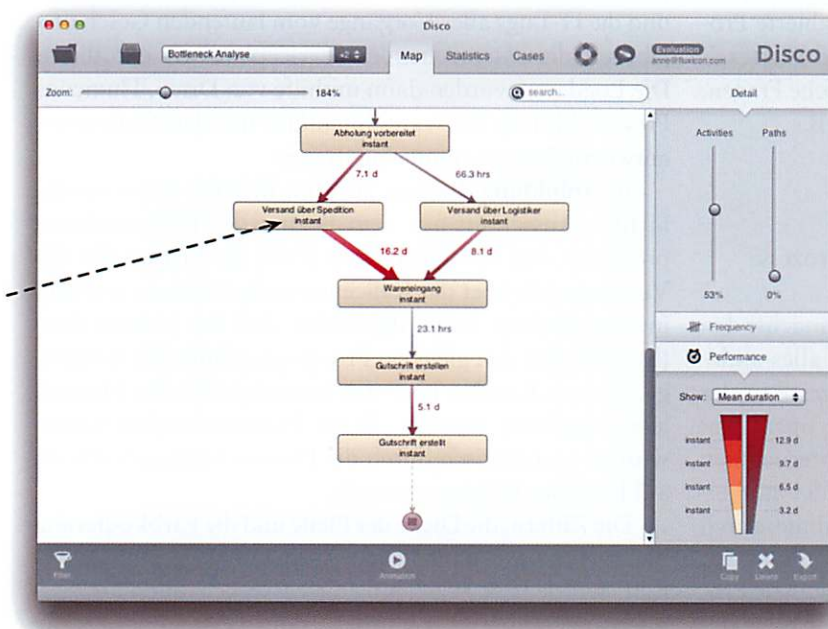 Disco
Bottleneck Analyse
Map
Statistics
Cases
Evaluation
anne@fluxicon.com
Disco
Zoom:
184%
search...
Detail
Abholung vorbereitet
instant
7.1 d
66.3 hrs
Versand über Spedition
instant
Versand über Logistiker
instant
16.2 d
8.1 d
Wareneingang
instant
23.1 hrs
Gutschrift erstellen
instant
5.1 d
Gutschrift erstellt
instant
Activities
Paths
53%
0%
Frequency
Performance
Show:
Mean duration
instant
12.9 d
instant
9.7 d
instant
6.5 d
instant
3.2 d
Filter
Animation
Copy
Delete
Export